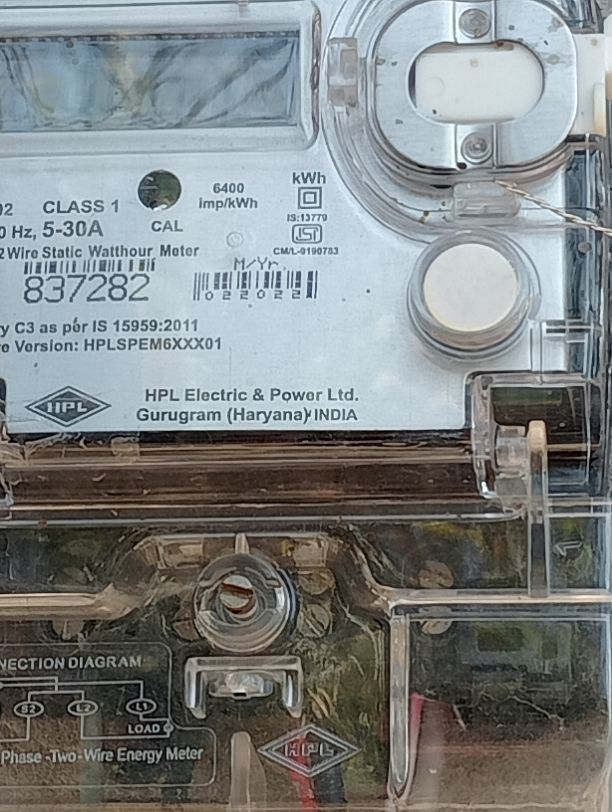 CLASS 1
6400
imp/kWh
kWh
IS:13779
0 Hz, 5-30A
CAL
2 Wire Static Watthour Meter
CM/L-9190783
M/Yr.
837282
022022
y C3 as per IS 15959:2011
e Version: HPLSPEM6XXX01
HPL
HPL Electric & Power Ltd.
Gurugram (Haryana) INDIA
NECTION DIAGRAM
S2 L2 L1
LOAD
Phase -Two-Wire Energy Meter
HPL